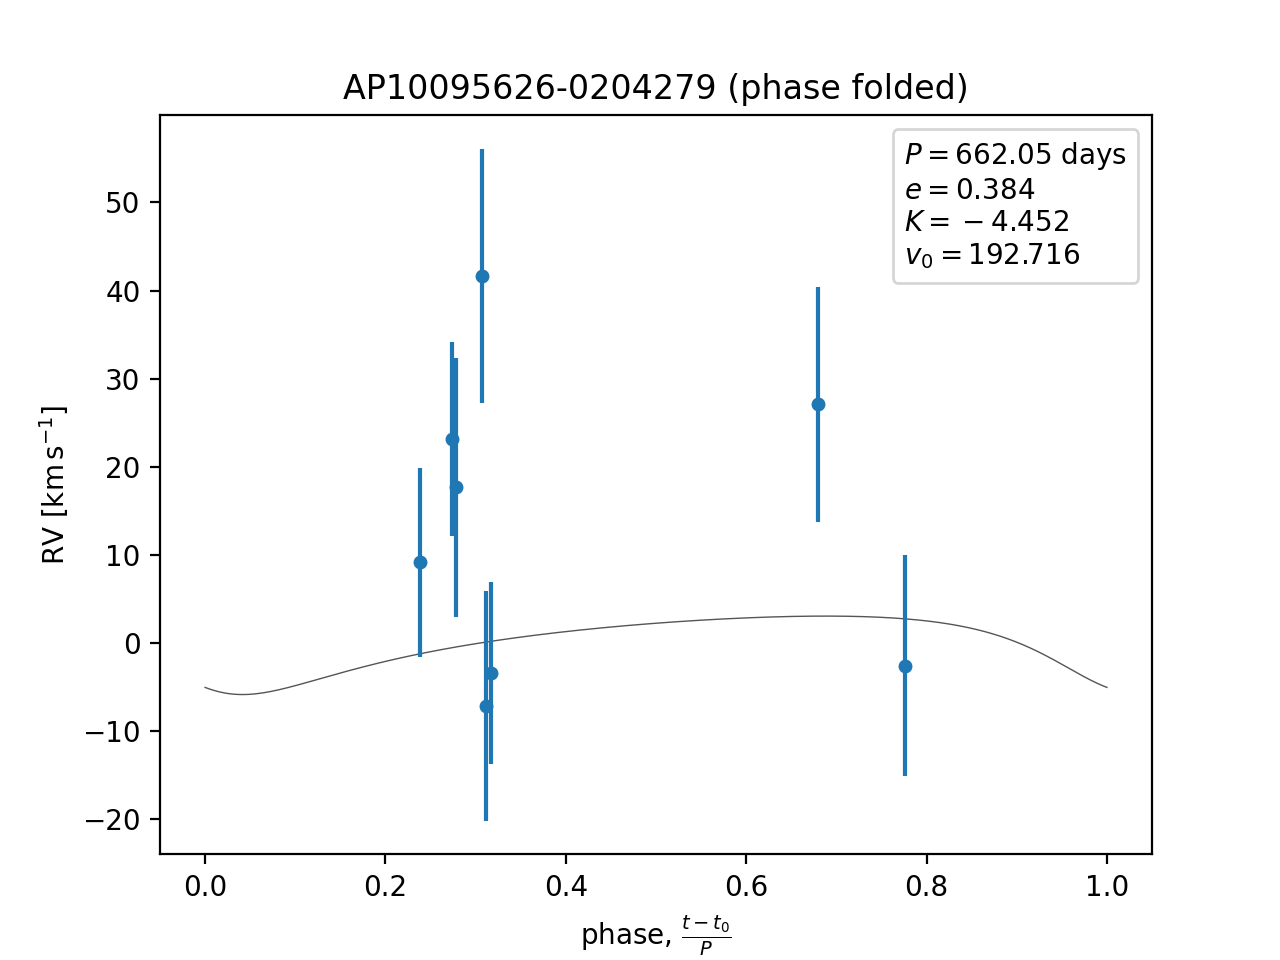 AP10095626-0204279 (phase folded)
P = 662.05 days
e = 0.384
K = −4.452
v₀ = 192.716
RV [km s⁻¹]
50
40
30
20
10
0
−10
−20
0.0 0.2 0.4 0.6 0.8 1.0
phase, (t − t₀)/P